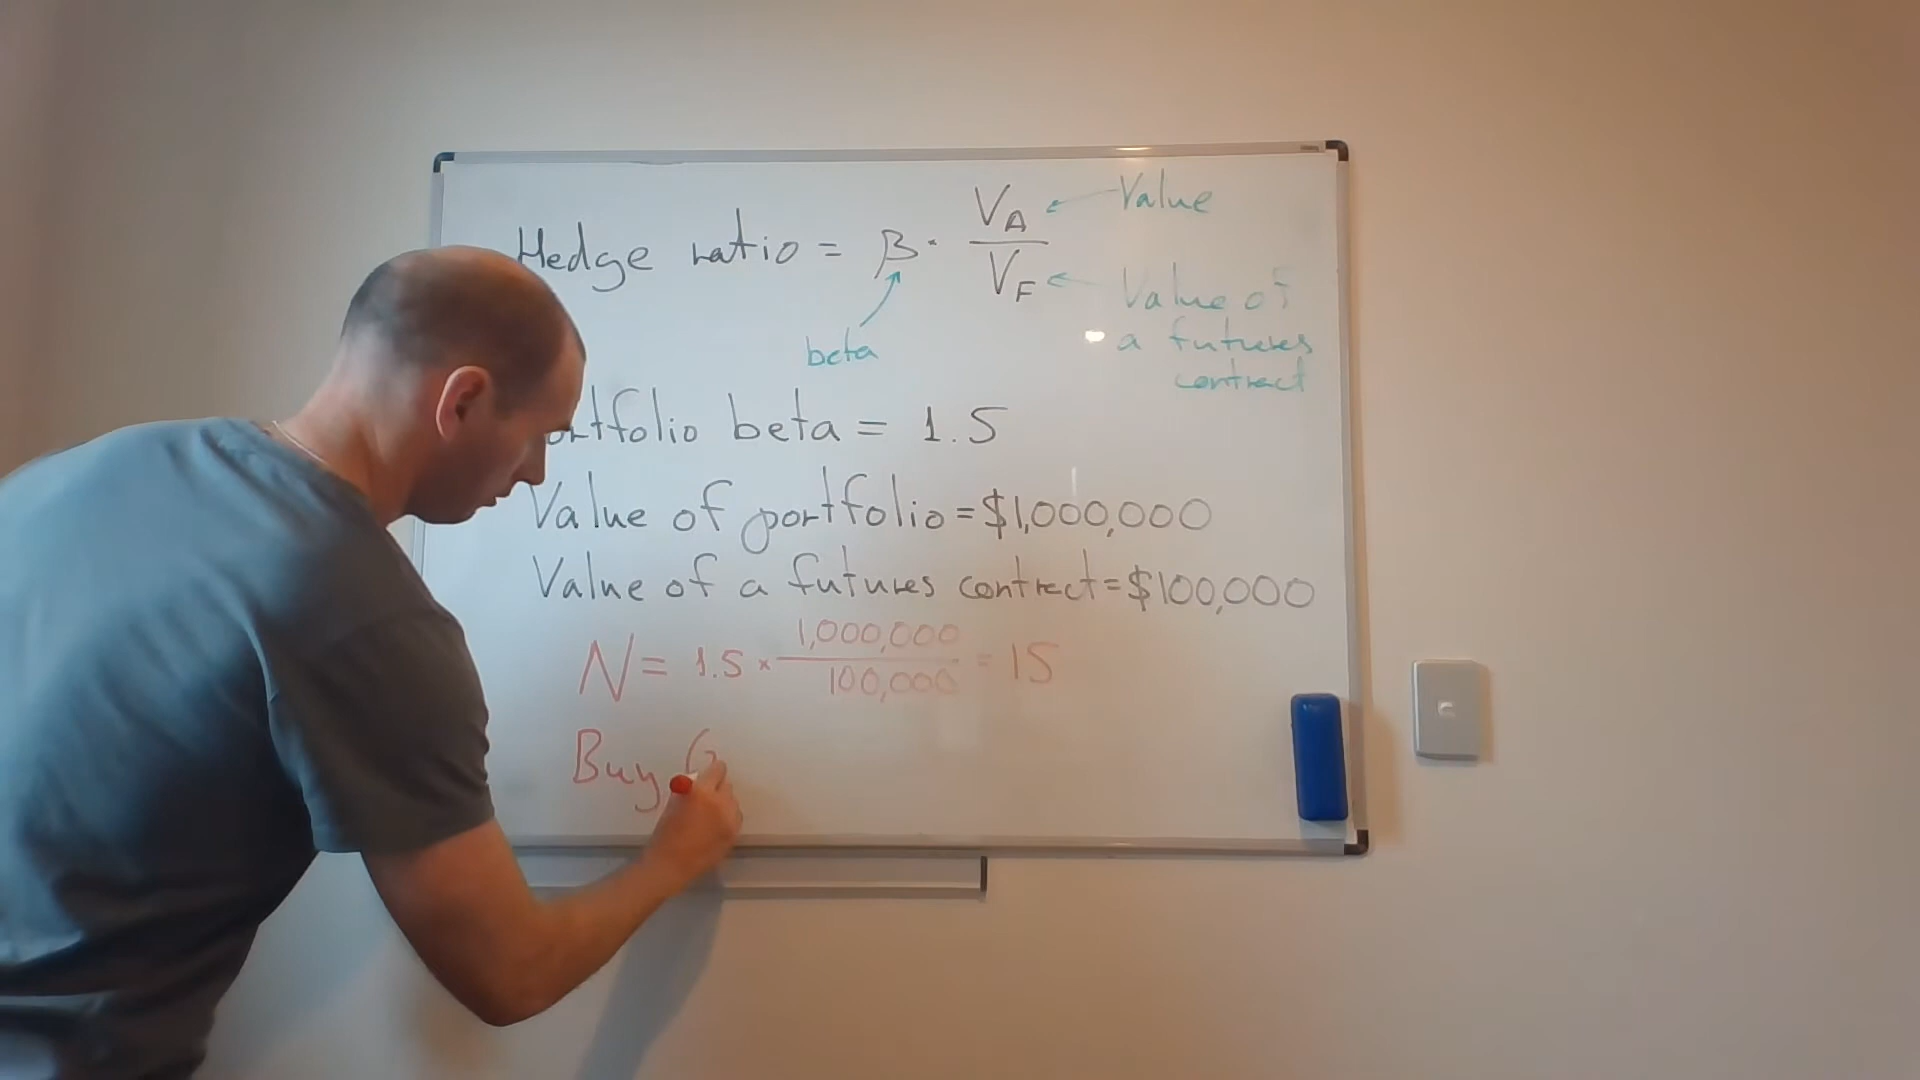 Hedge ratio = β · V_A / V_F
Value
Value of
a futures
contract
beta
ortfolio beta = 1.5
Value of portfolio = $1,000,000
Value of a futures contract = $100,000
N = 1.5 × 1,000,000 / 100,000 = 15
Buy (